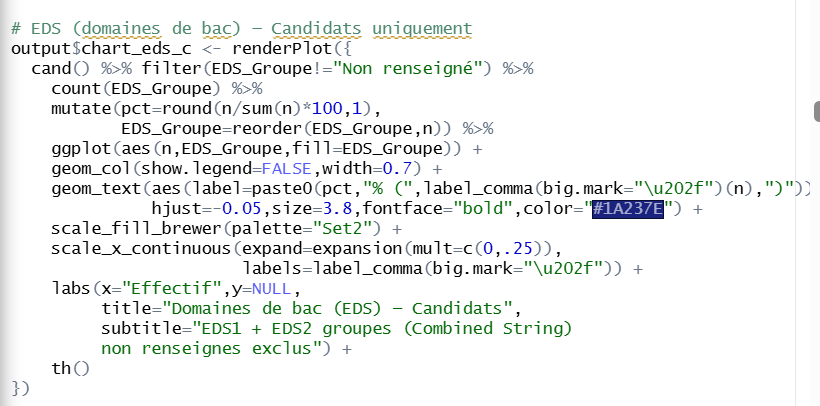 # EDS (domaines de bac) — Candidats uniquement
output$chart_eds_c <- renderPlot({
  cand() %>% filter(EDS_Groupe!="Non renseigné") %>%
    count(EDS_Groupe) %>%
    mutate(pct=round(n/sum(n)*100,1),
           EDS_Groupe=reorder(EDS_Groupe,n)) %>%
    ggplot(aes(n,EDS_Groupe,fill=EDS_Groupe)) +
    geom_col(show.legend=FALSE,width=0.7) +
    geom_text(aes(label=paste0(pct,"% (",label_comma(big.mark="\u202f")(n),")"))
              hjust=-0.05,size=3.8,fontface="bold",color="#1A237E") +
    scale_fill_brewer(palette="Set2") +
    scale_x_continuous(expand=expansion(mult=c(0,.25)),
                       labels=label_comma(big.mark="\u202f")) +
    labs(x="Effectif",y=NULL,
         title="Domaines de bac (EDS) — Candidats",
         subtitle="EDS1 + EDS2 groupes (Combined String)
         non renseignes exclus") +
    th()
})